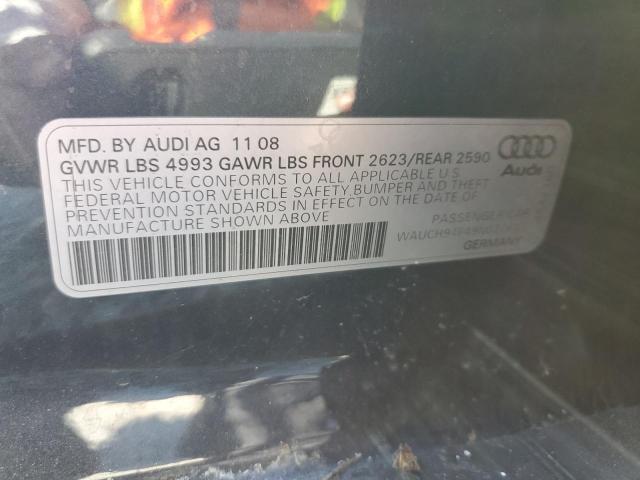 MFD. BY AUDI AG 11 08
GVWR LBS 4993 GAWR LBS FRONT 2623/REAR 2590
THIS VEHICLE CONFORMS TO ALL APPLICABLE U.S.
FEDERAL MOTOR VEHICLE SAFETY, BUMPER AND THEFT
PREVENTION STANDARDS IN EFFECT ON THE DATE OF
MANUFACTURE SHOWN ABOVE
Audi
PASSENGER CAR
GERMANY